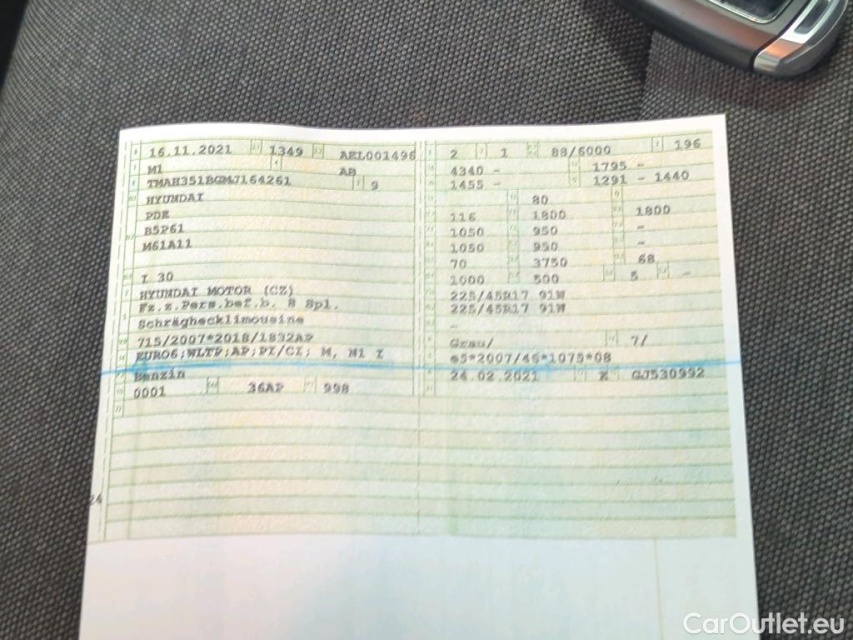 16.11.2021 1349 AEL001496
M1 AB
TMAH351BGMJ164261 9
HYUNDAI
PDE
B5P61
M61A11
I 30
HYUNDAI MOTOR (CZ)
Fz.z.Pers.bef.b. 8 Spl.
Schräghecklimousine
715/2007*2018/1832AP
EURO6;WLTP;AP;PI/CI; M, N1 I
Benzin
0001 36AP 998
2 1 88/6000 196
4340 - 1795 -
1455 - 1291 - 1440
80
116 1800 1800
1050 950 -
1050 950 -
70 3750 68
1000 500 5 -
225/45R17 91W
225/45R17 91W
-
Grau/ 7/
e5*2007/46*1075*08
24.02.2021 K GJ530992
24
CarOutlet.eu